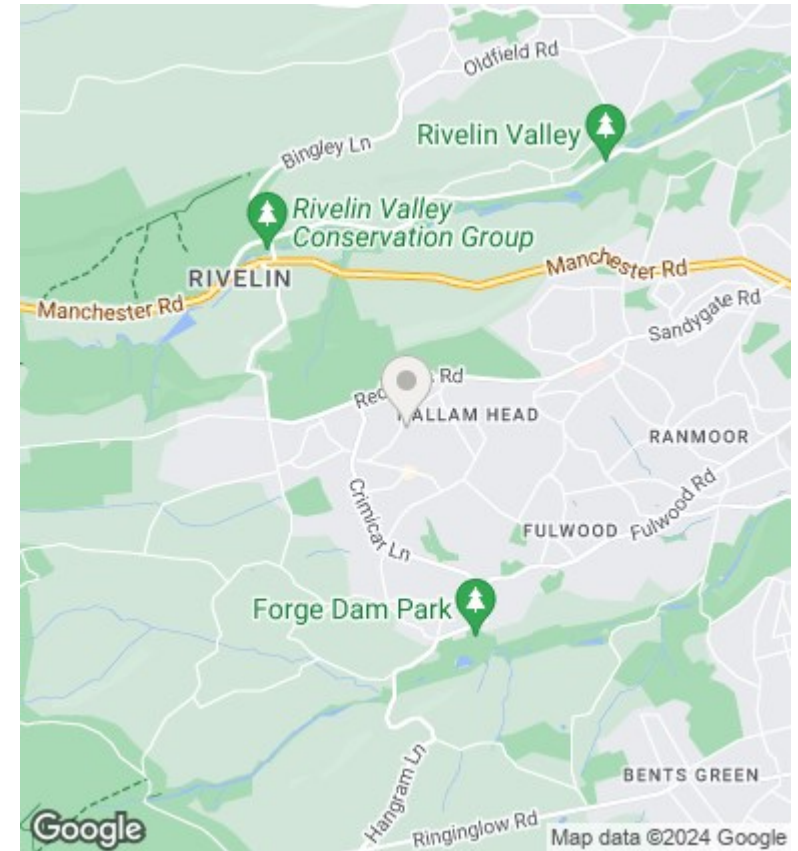 Oldfield Rd
Rivelin Valley
Bingley Ln
Rivelin Valley
Conservation Group
Manchester Rd
RIVELIN
Manchester Rd
Sandygate Rd
Rd
HALLAM HEAD
RANMOOR
Crimicar Ln
Fulwood Rd
FULWOOD
Forge Dam Park
Hangram Ln
BENTS GREEN
Ringinglow Rd
Google
Map data ©2024 Google